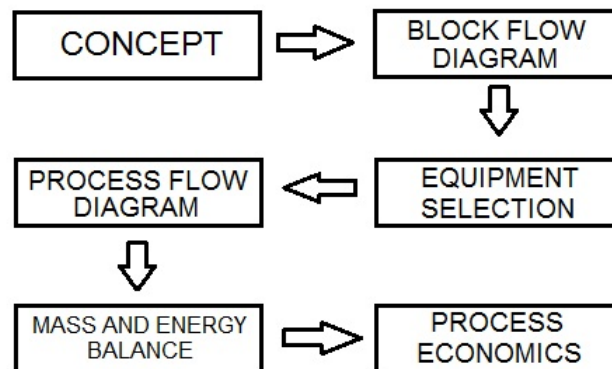 CONCEPT
BLOCK FLOW
DIAGRAM
EQUIPMENT
SELECTION
PROCESS FLOW
DIAGRAM
MASS AND ENERGY
BALANCE
PROCESS
ECONOMICS